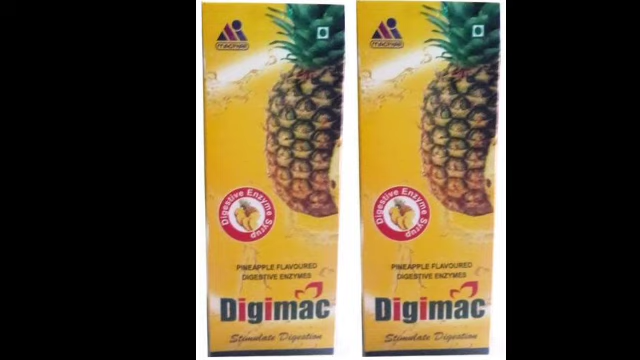 MACMILLE
Digestive Enzyme Syrup
PINEAPPLE FLAVOURED
DIGESTIVE ENZYMES
Digimac
Stimulate Digestion
Digestive Enzyme Syrup
PINEAPPLE FLAVOURED
DIGESTIVE ENZYMES
Digimac
Stimulate Digestion